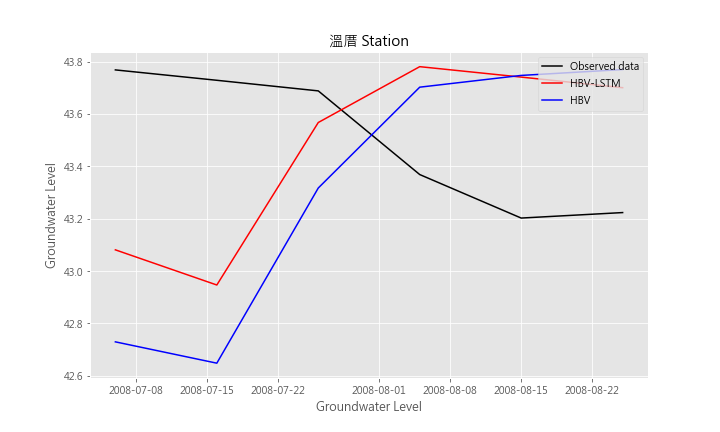 溫厝 Station
43.8
43.6
43.4
43.2
43.0
42.8
42.6
Groundwater Level
Observed data
HBV-LSTM
HBV
2008-07-08 2008-07-15 2008-07-22 2008-08-01 2008-08-08 2008-08-15 2008-08-22
Groundwater Level